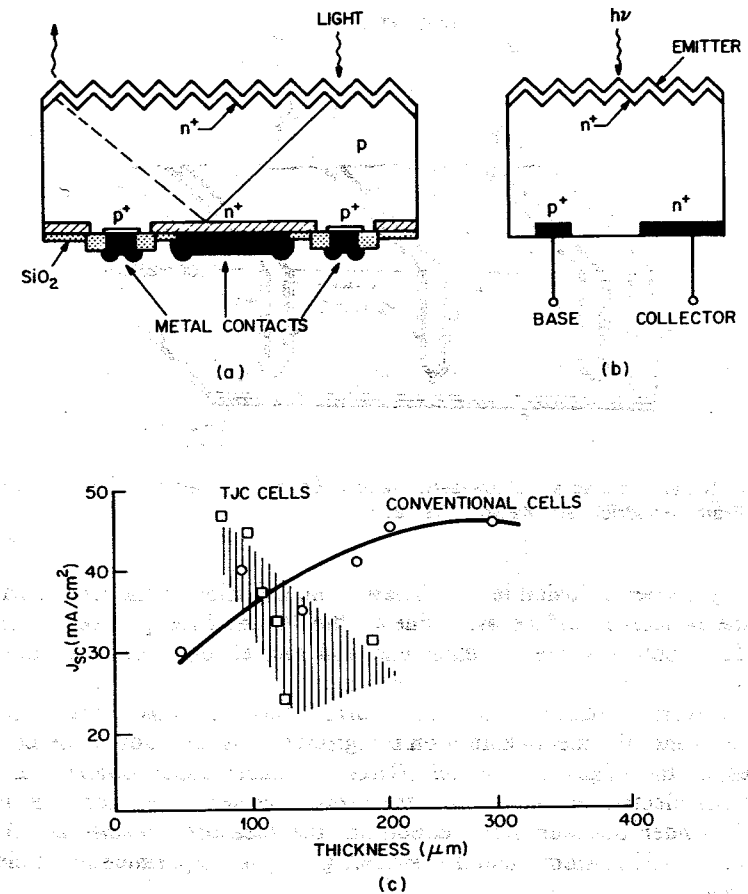 LIGHT
hν
EMITTER
n⁺
n⁺
p
p⁺
n⁺
p⁺
p⁺
n⁺
SiO₂
METAL CONTACTS
BASE
COLLECTOR
(a)
(b)
TJC CELLS
CONVENTIONAL CELLS
50
40
30
20
J_SC (mA/cm²)
0
100
200
300
400
THICKNESS (μm)
(c)